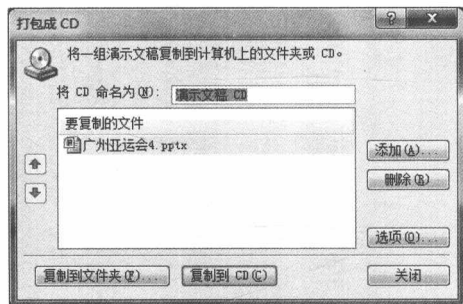 打包成 CD
将一组演示文稿复制到计算机上的文件夹或 CD。
将 CD 命名为(N): 演示文稿 CD
要复制的文件
广州亚运会4.pptx
添加(A)...
删除(R)
选项(O)...
复制到文件夹(F)... 复制到 CD(C) 关闭